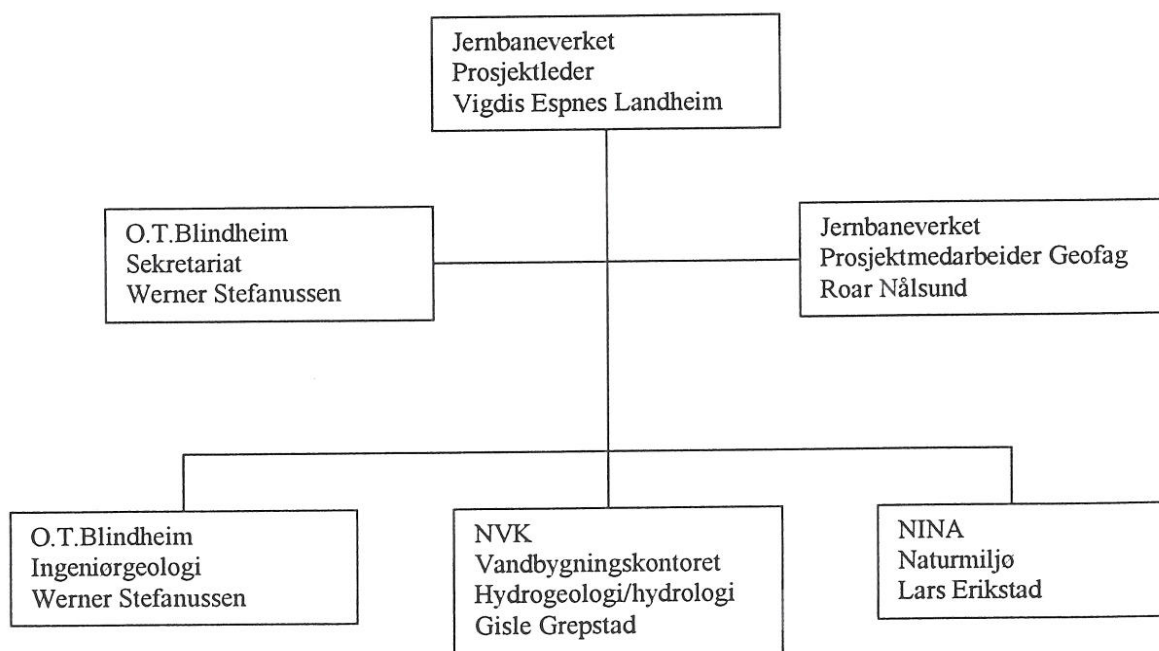 Jernbaneverket
Prosjektleder
Vigdis Espnes Landheim
O.T.Blindheim
Sekretariat
Werner Stefanussen
Jernbaneverket
Prosjektmedarbeider Geofag
Roar Nålsund
O.T.Blindheim
Ingeniørgeologi
Werner Stefanussen
NVK
Vandbygningskontoret
Hydrogeologi/hydrologi
Gisle Grepstad
NINA
Naturmiljø
Lars Erikstad